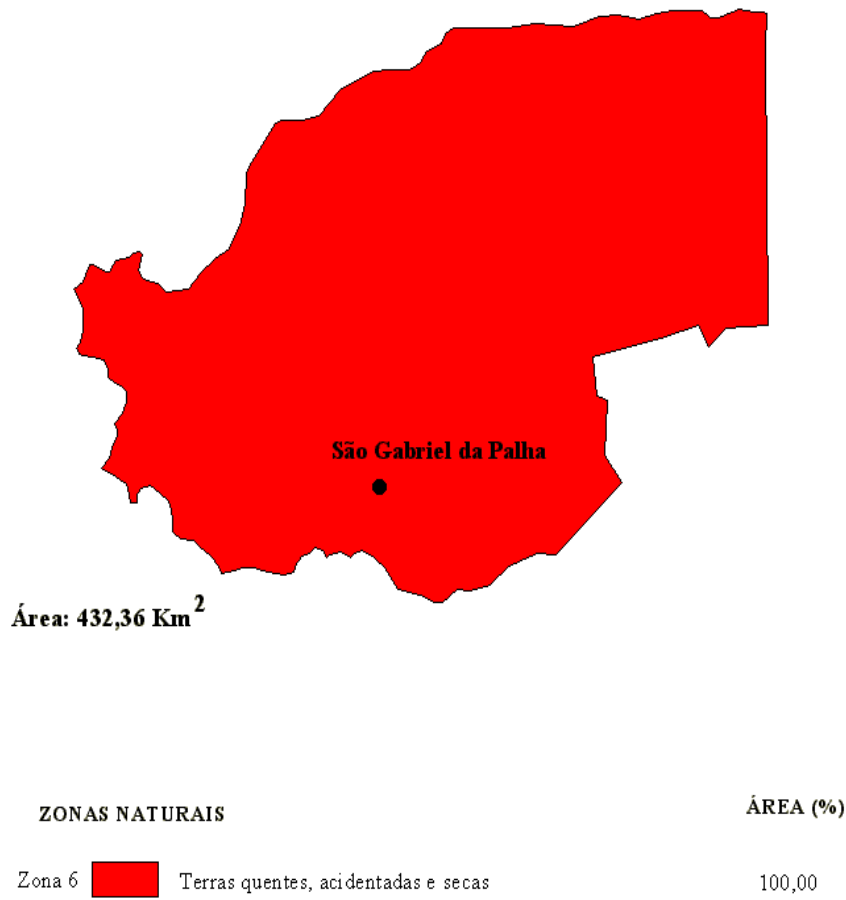 São Gabriel da Palha
Área: 432,36 Km²
ZONAS NATURAIS ÁREA (%)
Zona 6 Terras quentes, acidentadas e secas 100,00